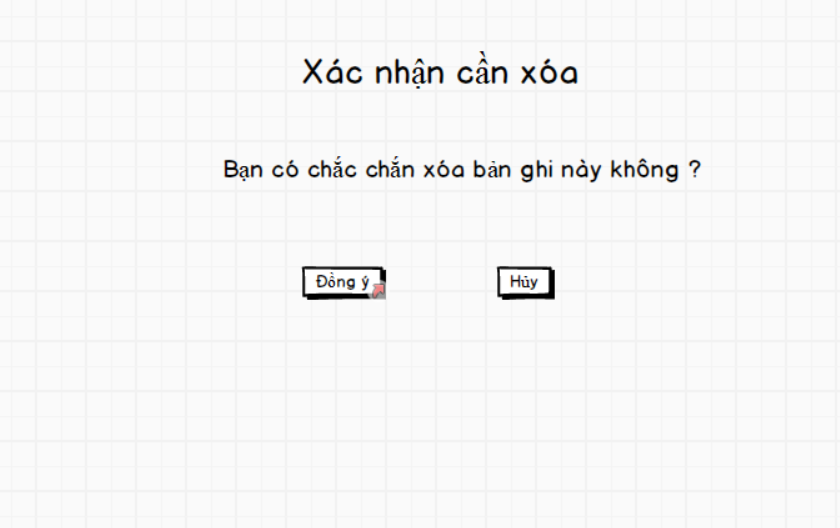 Xác nhận cần xóa
Bạn có chắc chắn xóa bản ghi này không ?
Đồng ý
Hủy